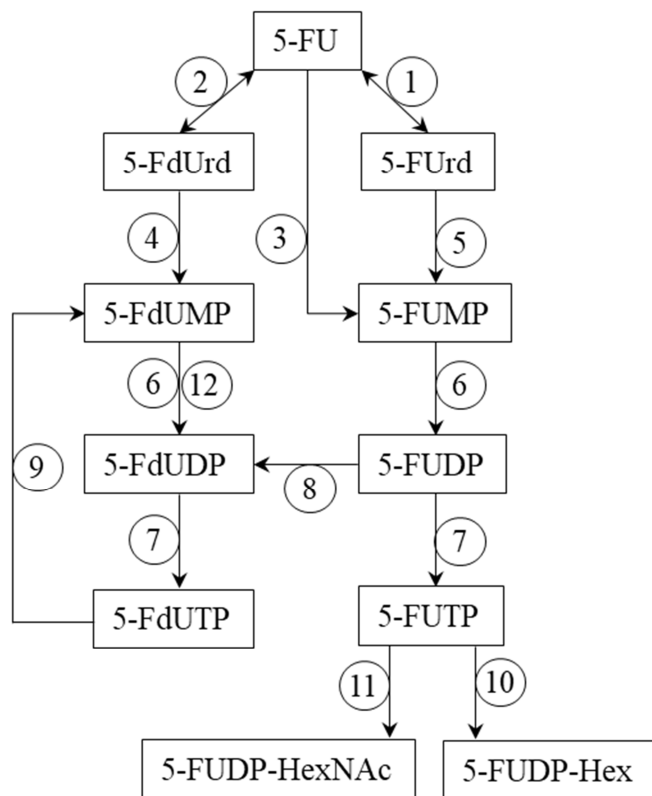 5-FU
2
1
5-FdUrd
5-FUrd
4
3
5
5-FdUMP
5-FUMP
6
12
6
9
5-FdUDP
8
5-FUDP
7
7
5-FdUTP
5-FUTP
11
10
5-FUDP-HexNAc
5-FUDP-Hex